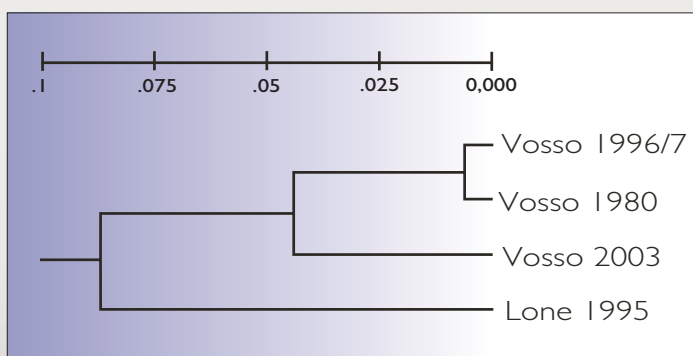 .1 .075 .05 .025 0,000
Vosso 1996/7
Vosso 1980
Vosso 2003
Lone 1995